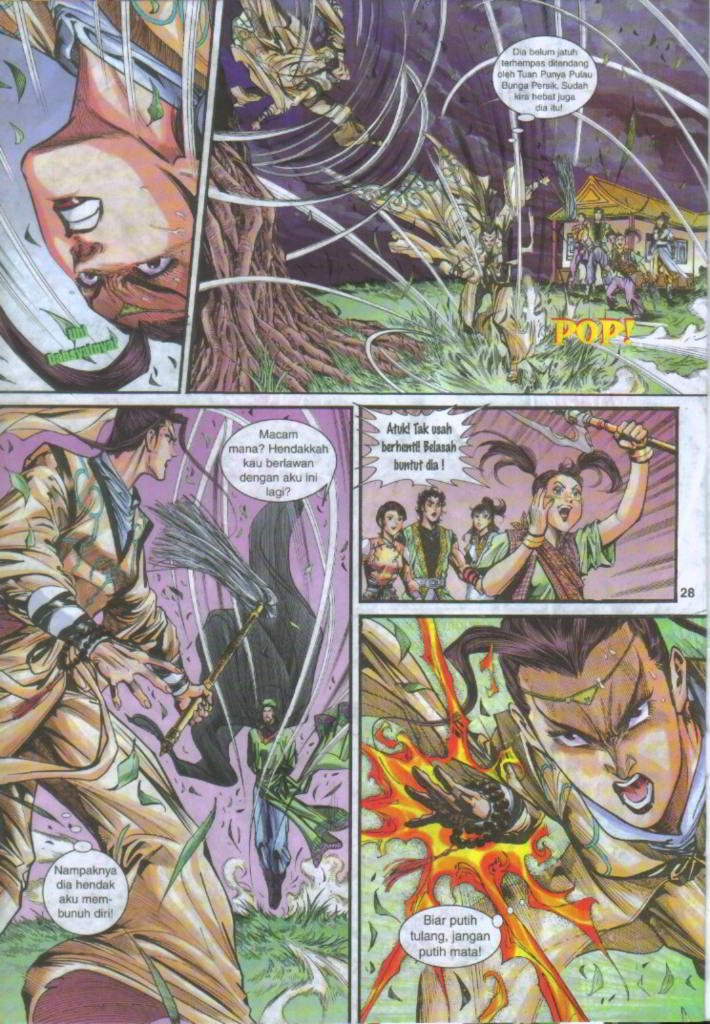 Uh!
Dahsyatnya!
Dia belum jatuh
terhempas ditendang
oleh Tuan Punya Pulau
Bunga Persik. Sudah
kira hebat juga
dia itu!
POP!
Macam
mana? Hendakkah
kau berlawan
dengan aku ini
lagi?
Nampaknya
dia hendak
aku mem-
bunuh diri!
Atuk! Tak usah
berhenti! Belasah
buntut dia !
28
Biar putih
tulang, jangan
putih mata!